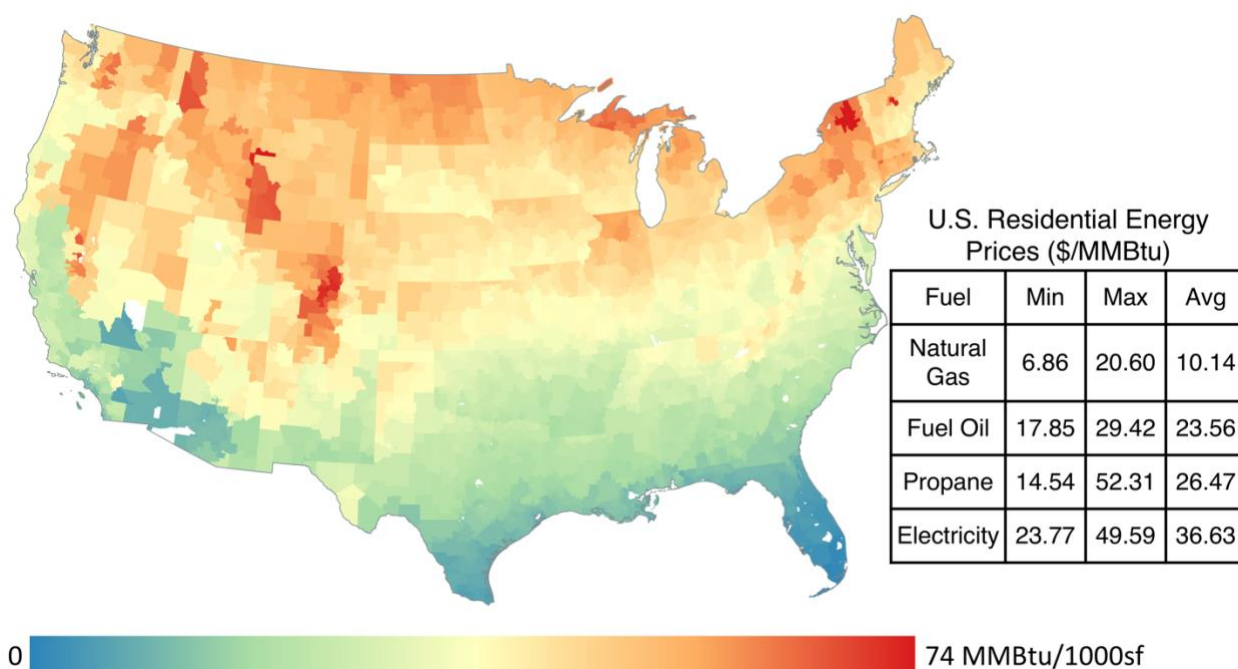 U.S. Residential Energy
Prices ($/MMBtu)
Fuel Min Max Avg
Natural
Gas 6.86 20.60 10.14
Fuel Oil 17.85 29.42 23.56
Propane 14.54 52.31 26.47
Electricity 23.77 49.59 36.63
0 74 MMBtu/1000sf